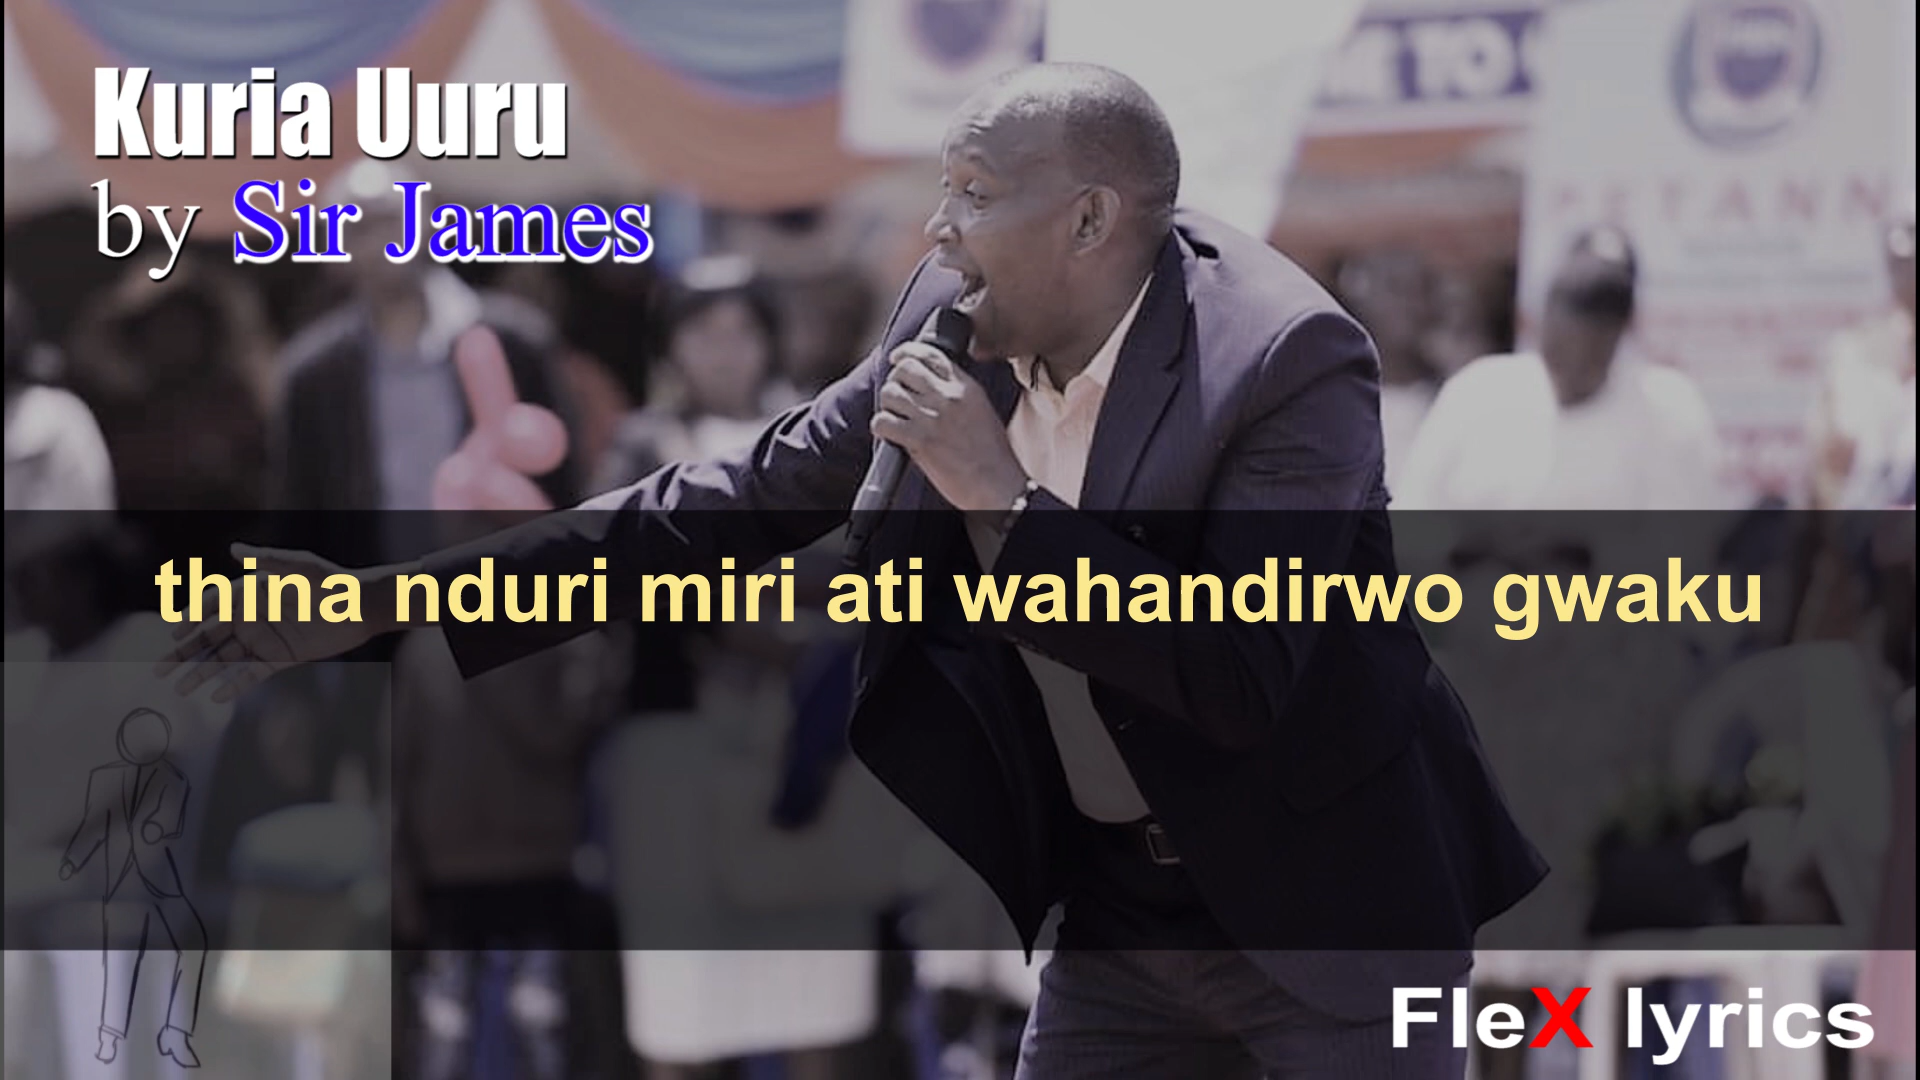 Kuria Uuru
by Sir James
thina nduri miri ati wahandirwo gwaku
FleX lyrics